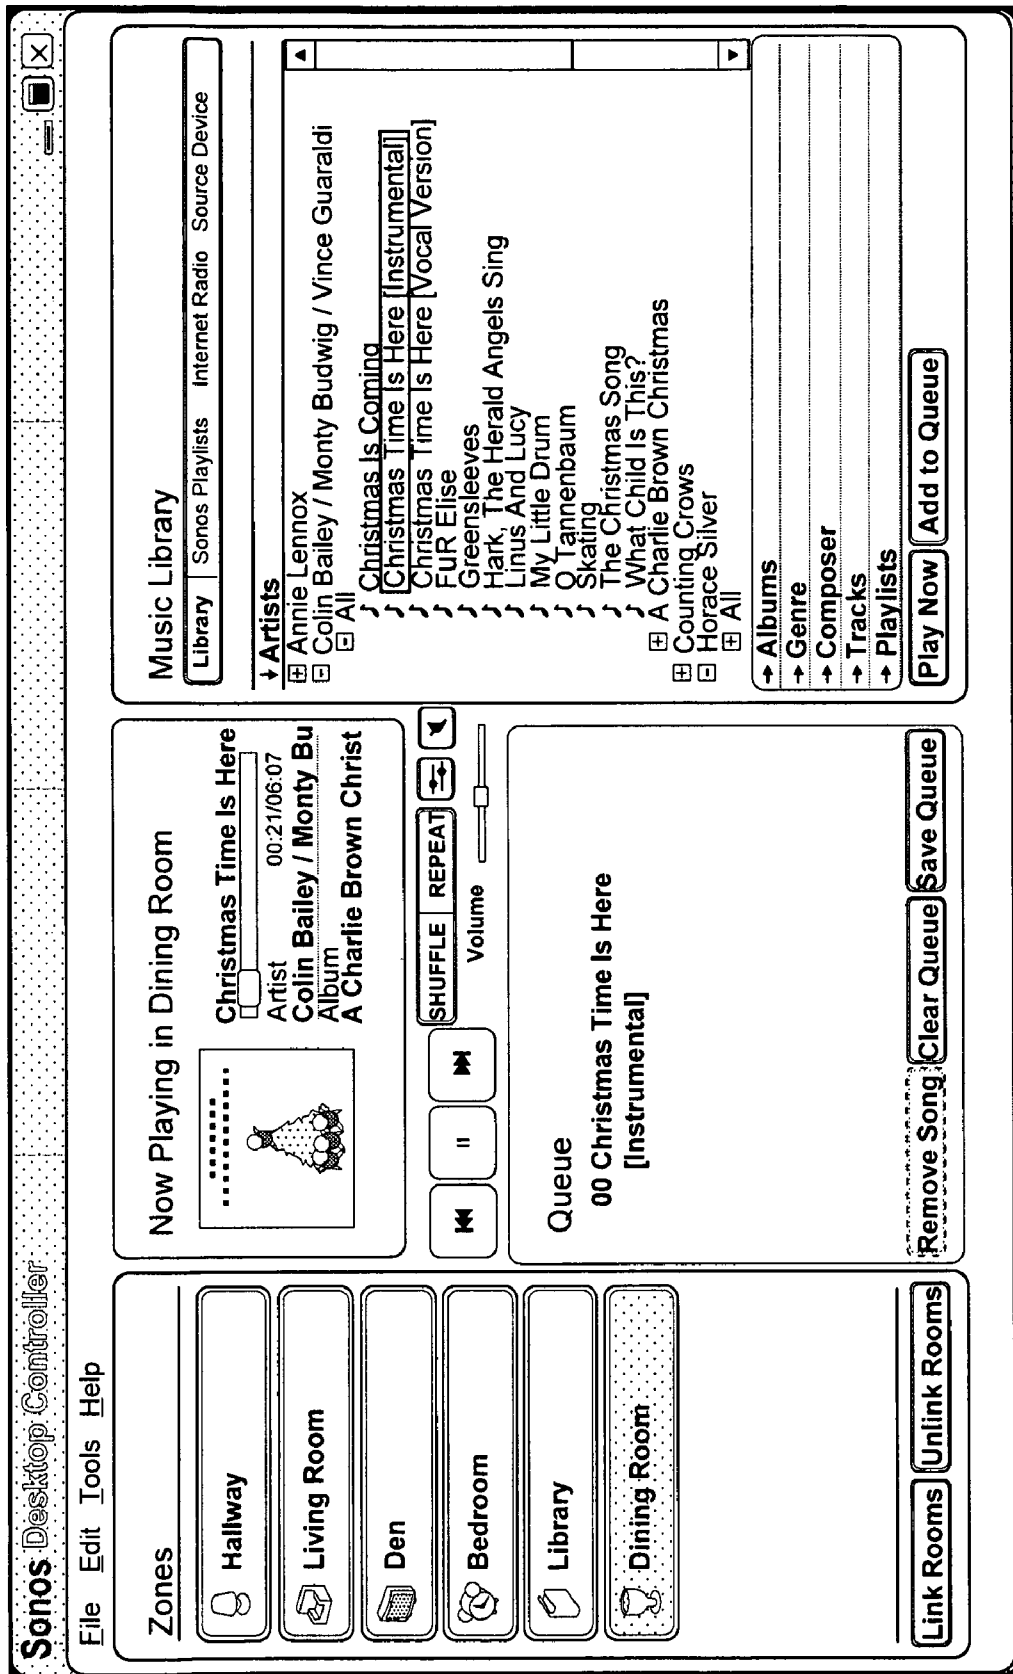 Sonos Desktop Controller
File Edit Tools Help
Zones
Hallway
Living Room
Den
Bedroom
Library
Dining Room
Link Rooms Unlink Rooms
Now Playing in Dining Room
Christmas Time Is Here
00:21/06:07
Artist
Colin Bailey / Monty Bu
Album
A Charlie Brown Christ
SHUFFLE REPEAT
Volume
Queue
00 Christmas Time Is Here
[Instrumental]
Remove Song Clear Queue Save Queue
Music Library
Library Sonos Playlists Internet Radio Source Device
Artists
Annie Lennox
Colin Bailey / Monty Budwig / Vince Guaraldi
All
Christmas Is Coming
Christmas Time Is Here [Instrumental]
Christmas Time Is Here [Vocal Version]
FuR Elise
Greensleeves
Hark, The Herald Angels Sing
Linus And Lucy
My Little Drum
O Tannenbaum
Skating
The Christmas Song
What Child Is This?
A Charlie Brown Christmas
Counting Crows
Horace Silver
All
Albums
Genre
Composer
Tracks
Playlists
Play Now Add to Queue